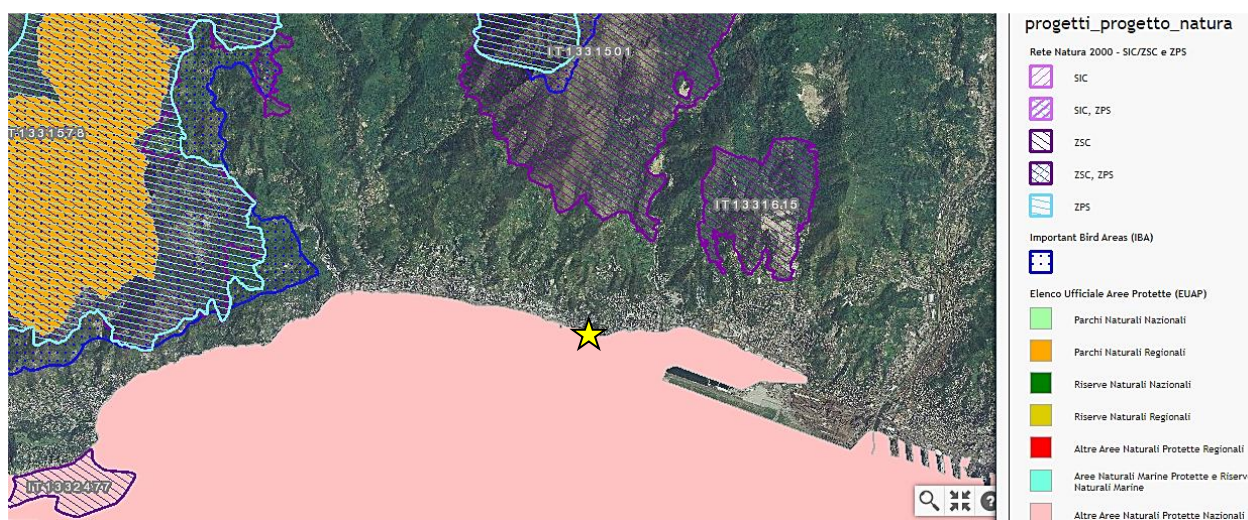 IT1331501
IT1331578
IT1331615
IT1332477
?
progetti_progetto_natura
Rete Natura 2000 - SIC/ZSC e ZPS
SIC
SIC, ZPS
ZSC
ZSC, ZPS
ZPS
Important Bird Areas (IBA)
Elenco Ufficiale Aree Protette (EUAP)
Parchi Naturali Nazionali
Parchi Naturali Regionali
Riserve Naturali Nazionali
Riserve Naturali Regionali
Altre Aree Naturali Protette Regionali
Aree Naturali Marine Protette e Riserv
Naturali Marine
Altre Aree Naturali Protette Nazionali